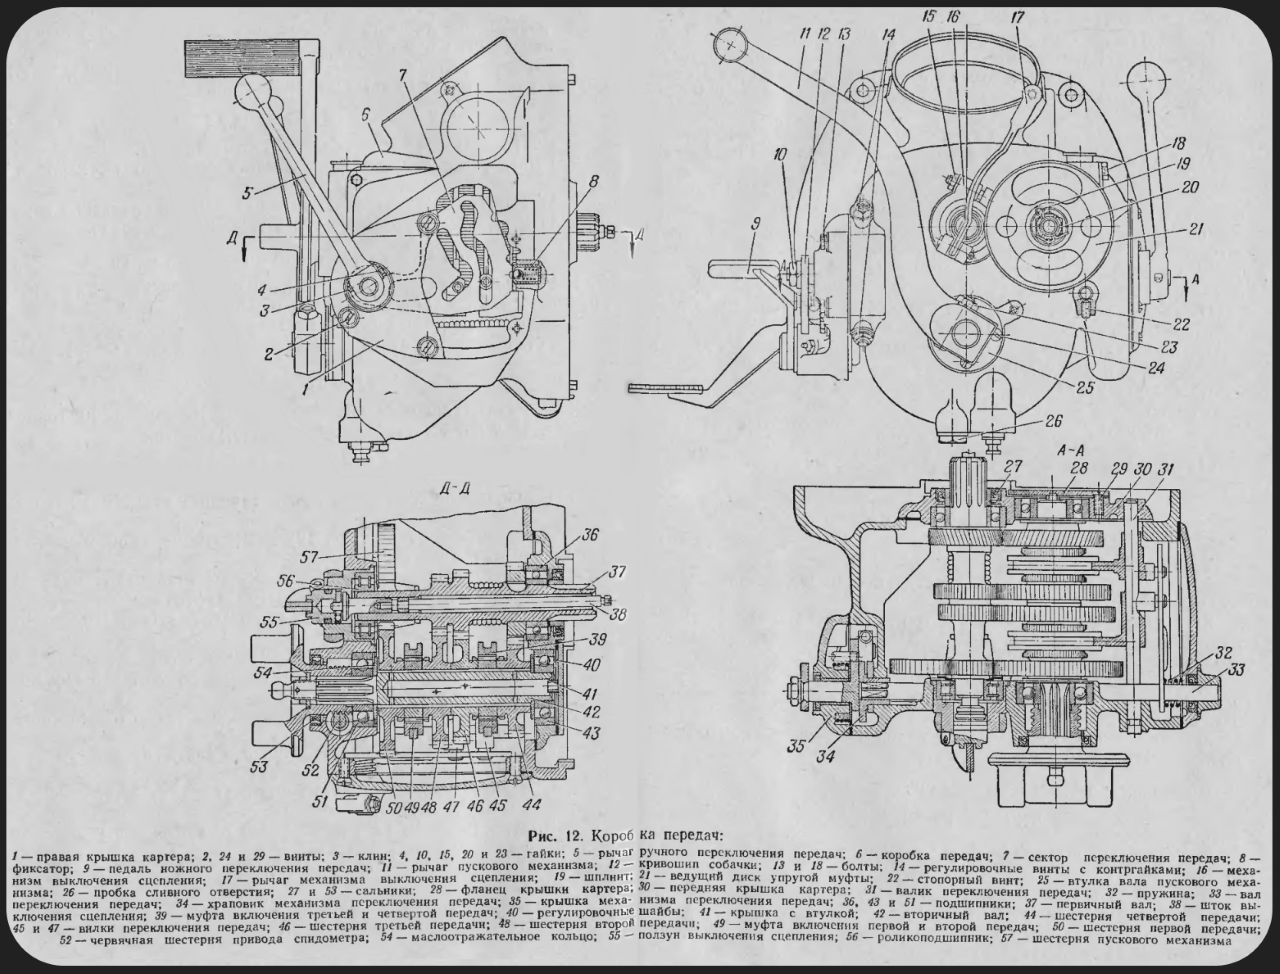 15 16 17
11 12 13 14
7
6
18
10
19
5
8
20
9
21
Д Д
А
4
3
22
2
23
1
24
25
26
А-А
27 28 29 30 31
Д-Д
36
57
56
37
55
38
39
54
40
41
42
43
53
52
51 50 49 48 47 46 45 44
32
33
35
34
Рис. 12. Коробка передач:
1 — правая крышка картера; 2, 24 и 29 — винты; 3 — клин; 4, 10, 15, 20 и 23 — гайки; 5 — рычаг ручного переключения передач; 6 — коробка передач; 7 — сектор переключения передач; 8 —
фиксатор; 9 — педаль ножного переключения передач; 11 — рычаг пускового механизма; 12 — кривошип собачки; 13 и 18 — болты; 14 — регулировочные винты с контргайками; 16 — меха-
низм выключения сцепления; 17 — рычаг механизма выключения сцепления; 19 — шплинт; 21 — ведущий диск упругой муфты; 22 — стопорный винт; 25 — втулка вала пускового меха-
низма; 26 — пробка сливного отверстия; 27 и 53 — сальники; 28 — фланец крышки картера; 30 — передняя крышка картера; 31 — валик переключения передач; 32 — пружина; 33 — вал
переключения передач; 34 — храповик механизма переключения передач; 35 — крышка механизма переключения передач; 36, 43 и 51 — подшипники; 37 — первичный вал; 38 — шток вы-
ключения сцепления; 39 — муфта включения третьей и четвертой передач; 40 — регулировочные шайбы; 41 — крышка с втулкой; 42 — вторичный вал; 44 — шестерня четвертой передачи;
45 и 47 — вилки переключения передач; 46 — шестерня третьей передачи; 48 — шестерня второй передачи; 49 — муфта включения первой и второй передач; 50 — шестерня первой передачи;
52 — червячная шестерня привода спидометра; 54 — маслоотражательное кольцо; 55 — ползун выключения сцепления; 56 — роликоподшипник; 57 — шестерня пускового механизма